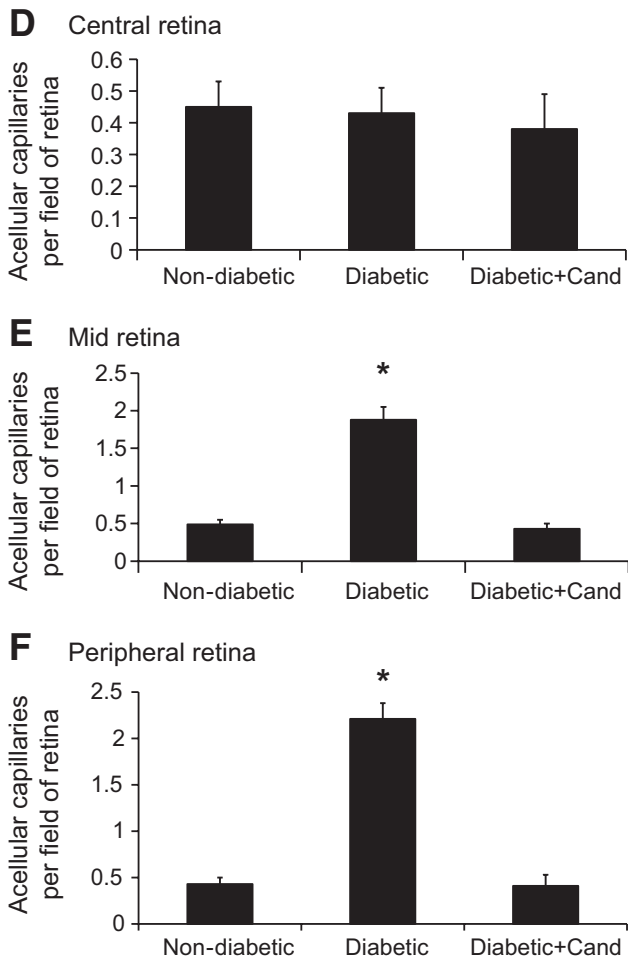 D Central retina
Acellular capillaries
per field of retina
0.6
0.5
0.4
0.3
0.2
0.1
0
Non-diabetic Diabetic Diabetic+Cand
E Mid retina
Acellular capillaries
per field of retina
2.5
2
1.5
1
0.5
0
*
Non-diabetic Diabetic Diabetic+Cand
F Peripheral retina
Acellular capillaries
per field of retina
2.5
2
1.5
1
0.5
0
*
Non-diabetic Diabetic Diabetic+Cand